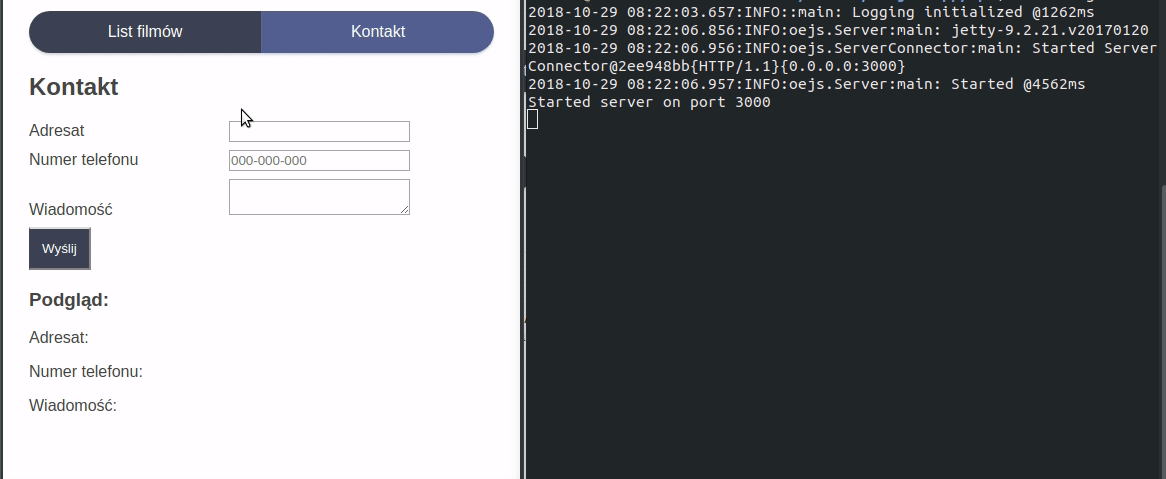 List filmów
Kontakt
Kontakt
Adresat
Numer telefonu
000-000-000
Wiadomość
Wyślij
Podgląd:
Adresat:
Numer telefonu:
Wiadomość:
2018-10-29 08:22:03.657:INFO::main: Logging initialized @1262ms
2018-10-29 08:22:06.856:INFO:oejs.Server:main: jetty-9.2.21.v20170120
2018-10-29 08:22:06.956:INFO:oejs.ServerConnector:main: Started Server
Connector@2ee948bb{HTTP/1.1}{0.0.0.0:3000}
2018-10-29 08:22:06.957:INFO:oejs.Server:main: Started @4562ms
Started server on port 3000